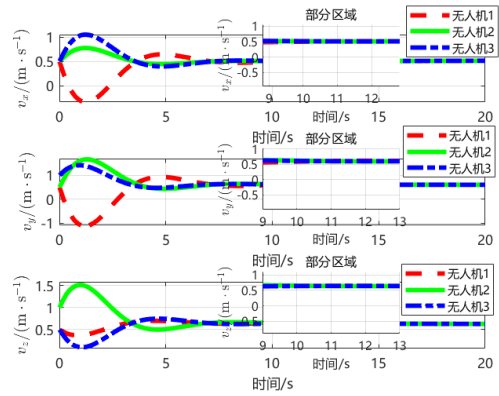 部分区域
无人机1
无人机2
无人机3
1
0.5
0
-0.5
v_x/(m·s⁻¹)
9 10 11 12
时间/s
1
0
v_x/(m·s⁻¹)
0 5 10 15 20
时间/s
部分区域
无人机1
无人机2
无人机3
1
0.5
0
-0.5
v_y/(m·s⁻¹)
9 10 11 12 13
时间/s
1
0
-1
v_y/(m·s⁻¹)
0 5 10 15 20
部分区域
无人机1
无人机2
无人机3
1
0.5
0
-0.5
v_z/(m·s⁻¹)
9 10 11 12 13
时间/s
1.5
1
0.5
v_z/(m·s⁻¹)
0 5 10 15 20
时间/s